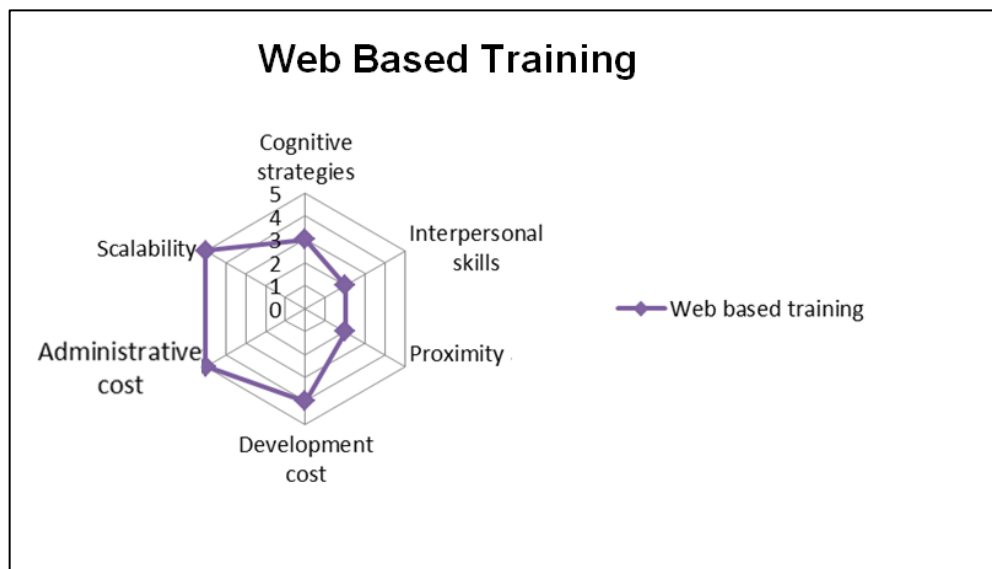 Web Based Training
Cognitive
strategies
5
4
3
2
1
0
Interpersonal
skills
Scalability
Proximity
Administrative
cost
Development
cost
Web based training